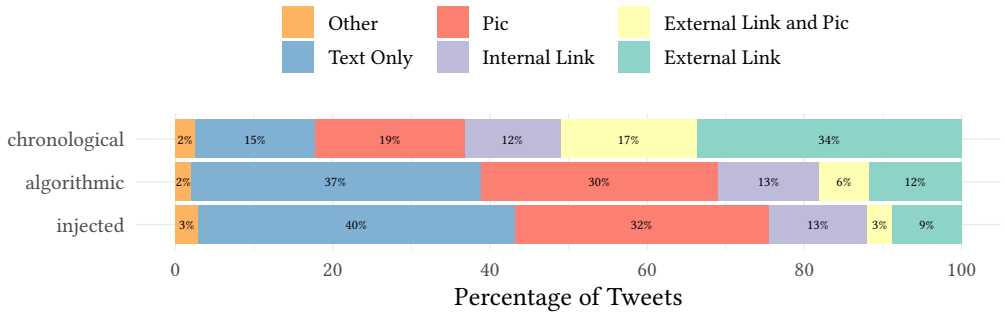 Other Pic External Link and Pic
Text Only Internal Link External Link
chronological 2% 15% 19% 12% 17% 34%
algorithmic 2% 37% 30% 13% 6% 12%
injected 3% 40% 32% 13% 3% 9%
0 20 40 60 80 100
Percentage of Tweets